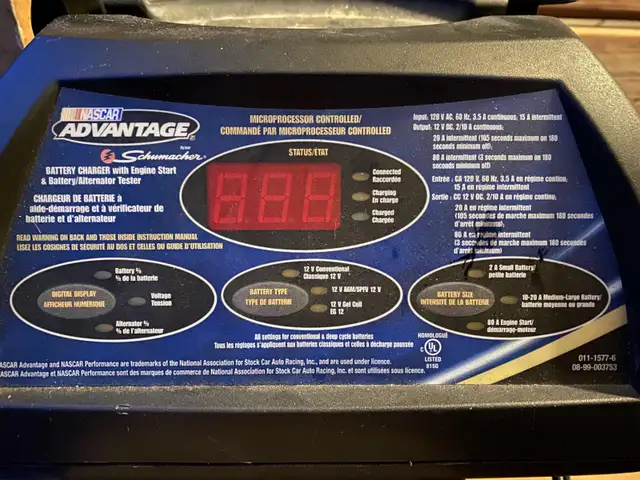 NASCAR
ADVANTAGE
BY/PAR
Schumacher
BATTERY CHARGER with Engine Start
& Battery/Alternator Tester
CHARGEUR DE BATTERIE à
aide-démarrage et à vérificateur de
batterie et d'alternateur
READ WARNING ON BACK AND THOSE INSIDE INSTRUCTION MANUAL
LISEZ LES COSIGNES DE SÉCURITÉ AU DOS ET CELLES DU GUIDE D'UTILISATION
MICROPROCESSOR CONTROLLED/
COMMANDÉ PAR MICROPROCESSEUR CONTROLLED
STATUS/ÉTAT
Connected
Raccordée
Charging
En charge
Charged
Chargée
Input: 120 V AC, 60 Hz, 3.5 A continuous, 15 A intermittent
Output: 12 V DC, 2/10 A continuous;
20 A intermittent (105 seconds maximum on 180
seconds minimum off);
80 A intermittent (3 seconds maximum on 180
seconds minimum off)
Entrée : CA 120 V, 60 Hz, 3,5 A en régime continu;
15 A en régime intermittent
Sortie : CC 12 V OC, 2/10 A en régime continu;
20 A en régime intermittent
(105 secondes de marche maximum 180 secondes
d'arrêt minimum);
80 A en régime intermittent
(3 secondes de marche maximum 180 secondes
d'arrêt minimum)
Battery %
% de la batterie
DIGITAL DISPLAY
AFFICHEUR NUMÉRIQUE
Voltage
Tension
Alternator %
% de l'alternateur
12 V Conventional
Classique 12 V
BATTERY TYPE
TYPE DE BATTERIE
12 V AGM/SPFV 12 V
12 V Gel Cell
EG 12
2 A Small Battery/
petite batterie
BATTERY SIZE
INTENSITÉ DE LA BATTERIE
10-20 A Medium-Large Battery/
batterie moyenne ou grande
80 A Engine Start/
démarrage-moteur
All settings for conventional & deep cycle batteries
Tous les réglages s'appliquent aux batteries classiques et celles à décharge poussée
HOMOLOGUÉ
C UL
LISTED
815G
011-1577-6
08-99-003753
NASCAR Advantage and NASCAR Performance are trademarks of the National Association for Stock Car Auto Racing, Inc., and are used under licence.
NASCAR Advantage et NASCAR Performance sont des marques de commerce de National Association for Stock Car Auto Racing, Inc. et sont utilisées sous licence.